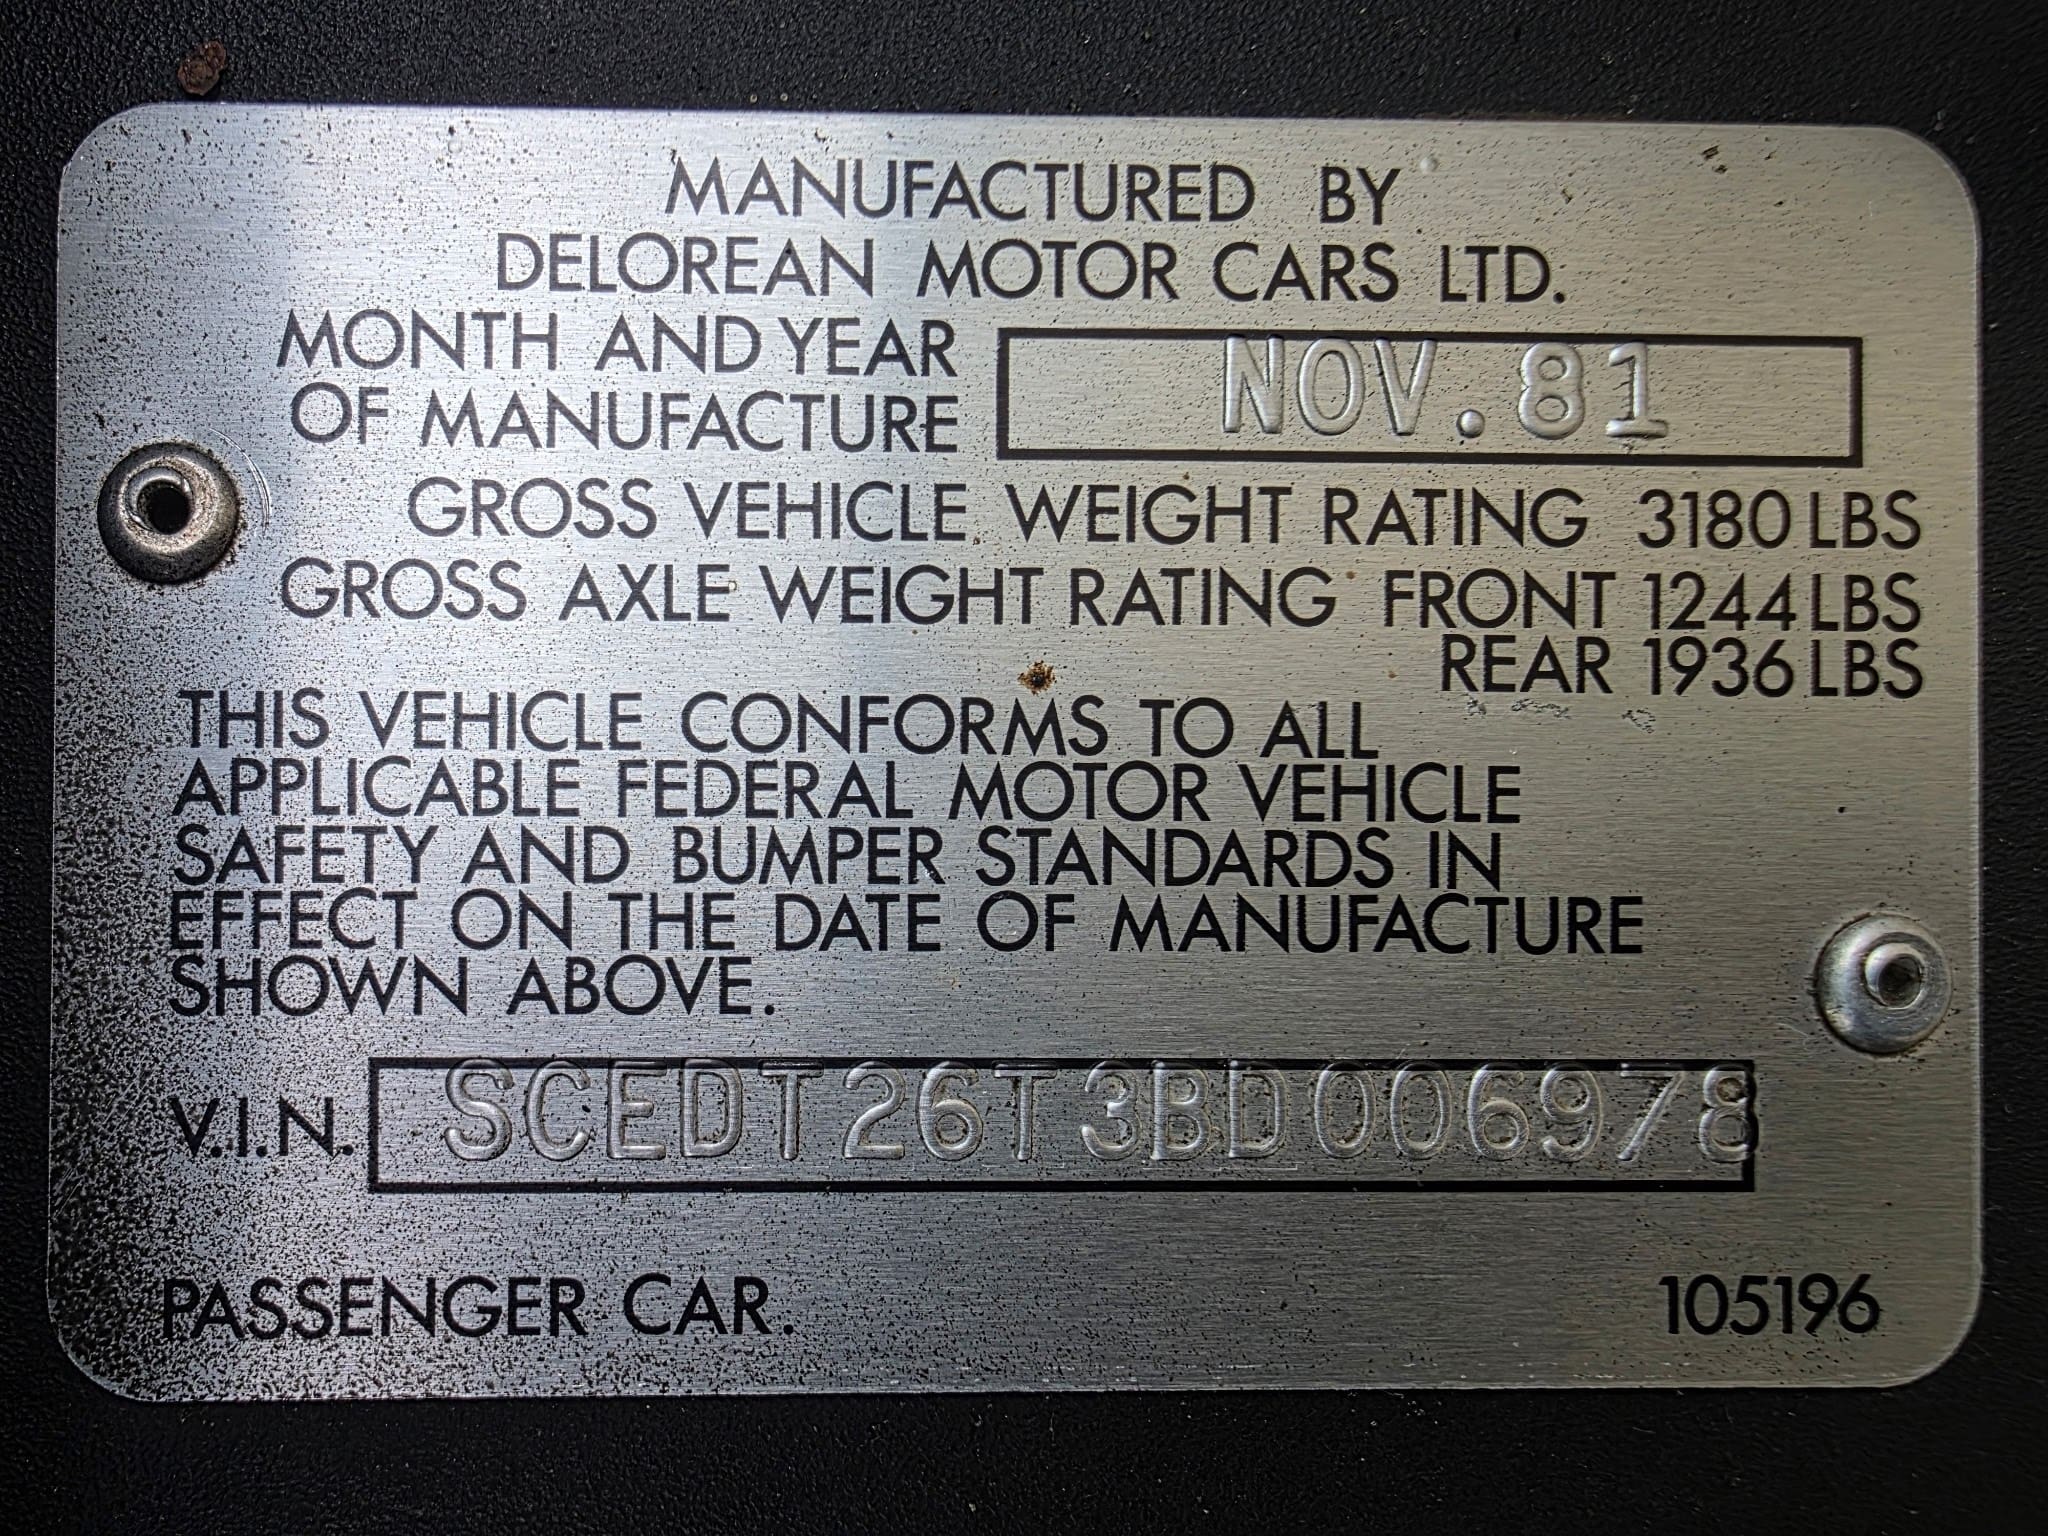 MANUFACTURED BY
DELOREAN MOTOR CARS LTD.
MONTH AND YEAR
OF MANUFACTURE NOV.81
GROSS VEHICLE WEIGHT RATING 3180 LBS
GROSS AXLE WEIGHT RATING FRONT 1244 LBS
REAR 1936 LBS
THIS VEHICLE CONFORMS TO ALL
APPLICABLE FEDERAL MOTOR VEHICLE
SAFETY AND BUMPER STANDARDS IN
EFFECT ON THE DATE OF MANUFACTURE
SHOWN ABOVE.
V.I.N. SCEDT26T3BD006978
PASSENGER CAR. 105196